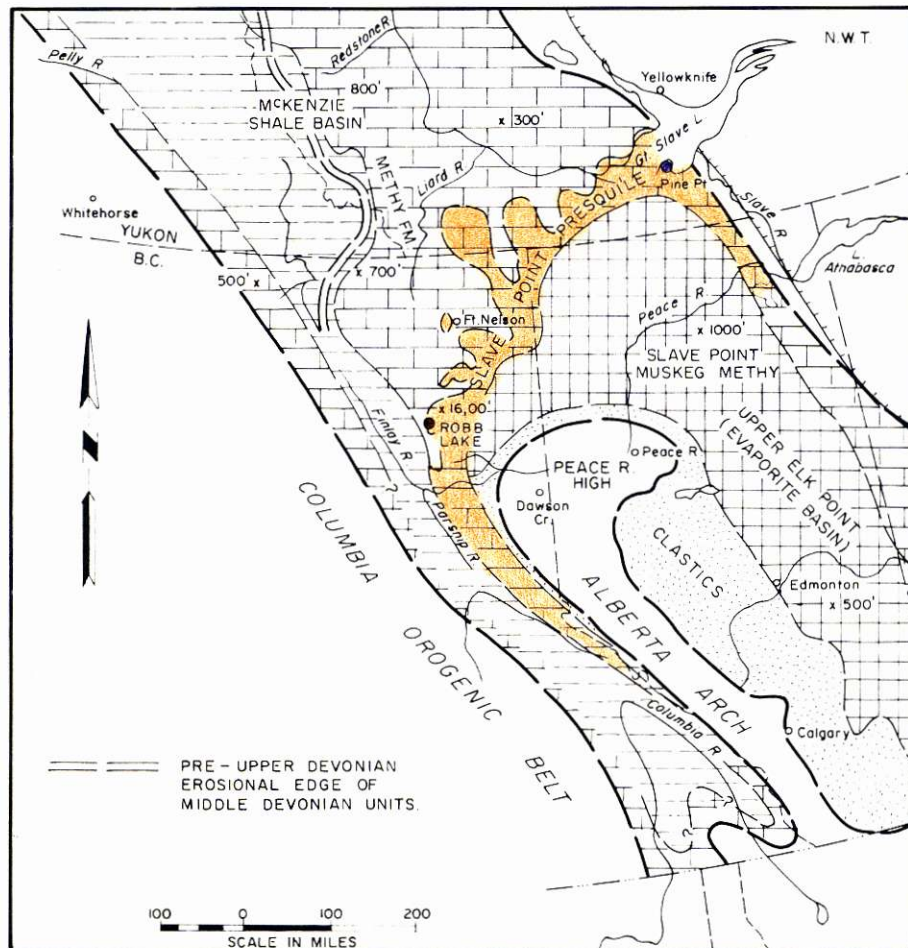 N.W.T.
Redstone R
Pelly R
Yellowknife
800'
McKENZIE
SHALE BASIN
x 300'
Gt. Slave L
Pine Pt
Slave R
METHY FM
Liard R
PRESQUILE
POINT
SLAVE
Whitehorse
YUKON
B.C.
L. Athabasca
500' x
x 700'
Peace R
Ft. Nelson
x 1000'
SLAVE POINT
MUSKEG METHY
x 16,00'
ROBB
LAKE
Finlay R
?
UPPER ELK POINT
(EVAPORITE BASIN)
Peace R
PEACE R.
HIGH
Dawson
Cr.
Parsnip R
COLUMBIA
OROGENIC
BELT
CLASTICS
Edmonton
x 500'
ALBERTA
ARCH
?
Columbia R
Calgary
PRE-UPPER DEVONIAN
EROSIONAL EDGE OF
MIDDLE DEVONIAN UNITS.
?
?
100 0 100 200
SCALE IN MILES